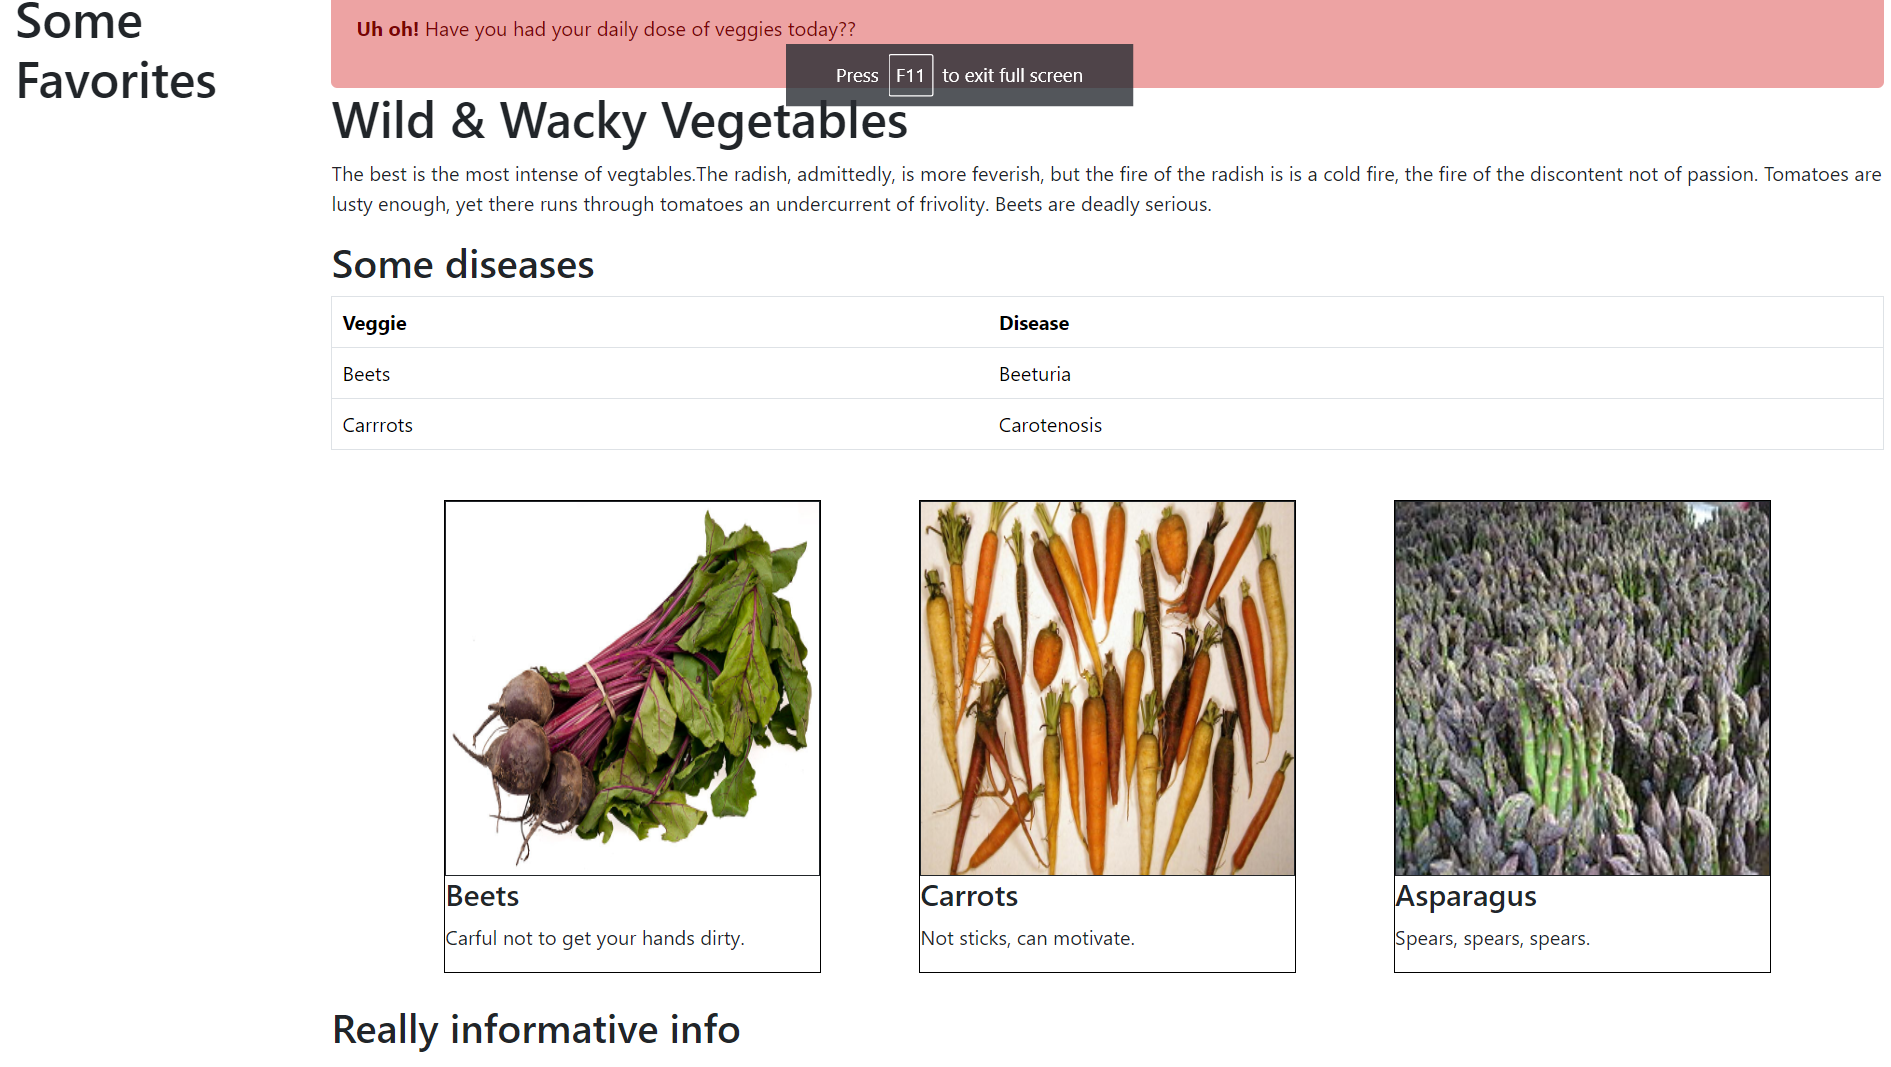 Some
Favorites
Uh oh! Have you had your daily dose of veggies today??
Press F11 to exit full screen
Wild & Wacky Vegetables
The best is the most intense of vegtables.The radish, admittedly, is more feverish, but the fire of the radish is is a cold fire, the fire of the discontent not of passion. Tomatoes are
lusty enough, yet there runs through tomatoes an undercurrent of frivolity. Beets are deadly serious.
Some diseases
Veggie Disease
Beets Beeturia
Carrrots Carotenosis
Beets
Carful not to get your hands dirty.
Carrots
Not sticks, can motivate.
Asparagus
Spears, spears, spears.
Really informative info